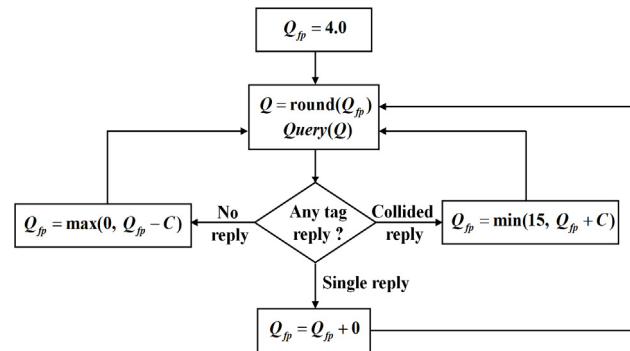 Q_fp = 4.0
Q = round(Q_fp)
Query(Q)
Any tag
reply ?
No
reply
Collided
reply
Q_fp = max(0, Q_fp − C)
Q_fp = min(15, Q_fp + C)
Single reply
Q_fp = Q_fp + 0